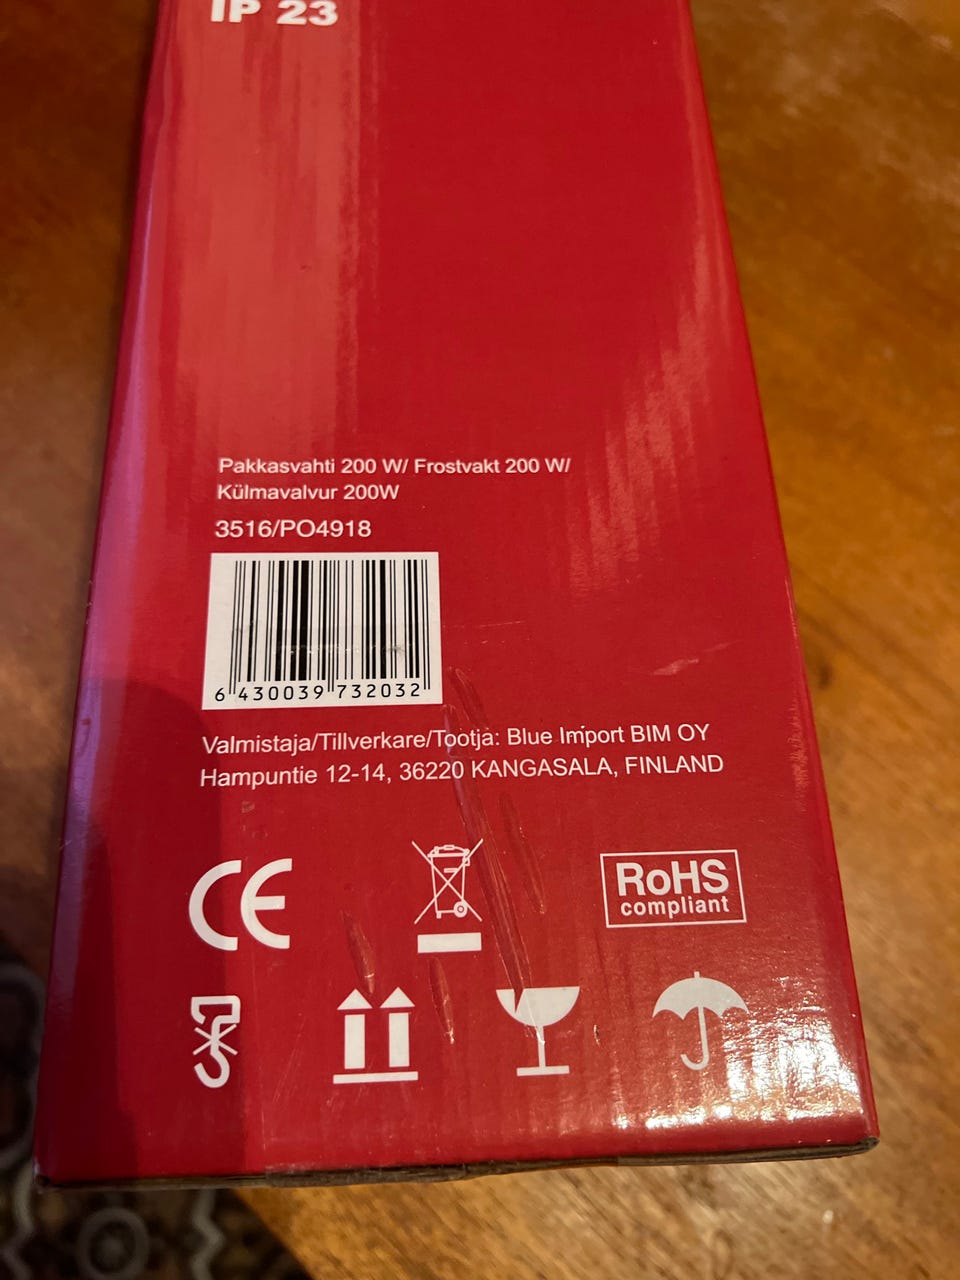 IP 23
Pakkasvahti 200 W/ Frostvakt 200 W/
Külmavalvur 200W
3516/PO4918
6 430039 732032
Valmistaja/Tillverkare/Tootja: Blue Import BIM OY
Hampuntie 12-14, 36220 KANGASALA, FINLAND
CE
RoHS
compliant